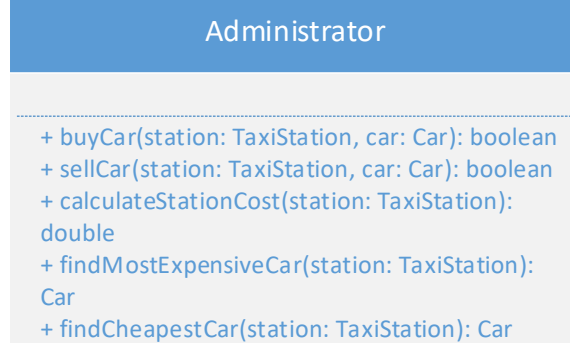 Administrator
+ buyCar(station: TaxiStation, car: Car): boolean
+ sellCar(station: TaxiStation, car: Car): boolean
+ calculateStationCost(station: TaxiStation):
double
+ findMostExpensiveCar(station: TaxiStation):
Car
+ findCheapestCar(station: TaxiStation): Car